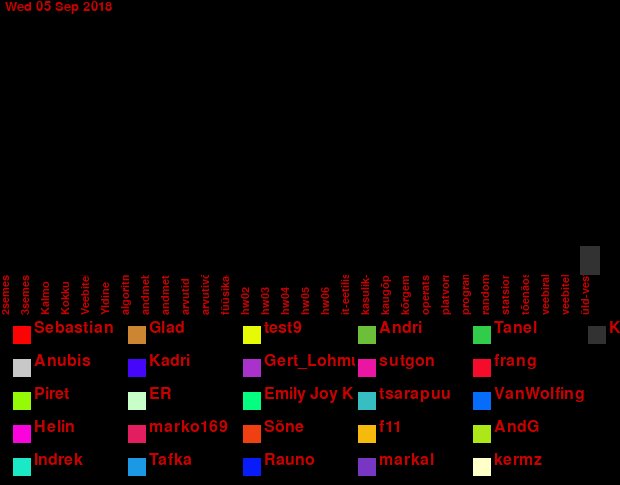 Wed 05 Sep 2018
2semes
3semes
Kalmo
Kokku
Veebite
Yldine
algoritn
andmet
andmet
arvutid
arvutivõ
füüsika
hw02
hw03
hw04
hw05
hw06
it-eetilis
kasulik-
kaugõp
kõrgem
operats
platvorr
progran
random
statsior
tõenäos
veebiral
veebitel
üld-ves
Sebastian Glad test9 Andri Tanel K
Anubis Kadri Gert_Lohmu sutgon frang
Piret ER Emily Joy K tsarapuu VanWolfing
Helin marko169 Sõne f11 AndG
Indrek Tafka Rauno markal kermz